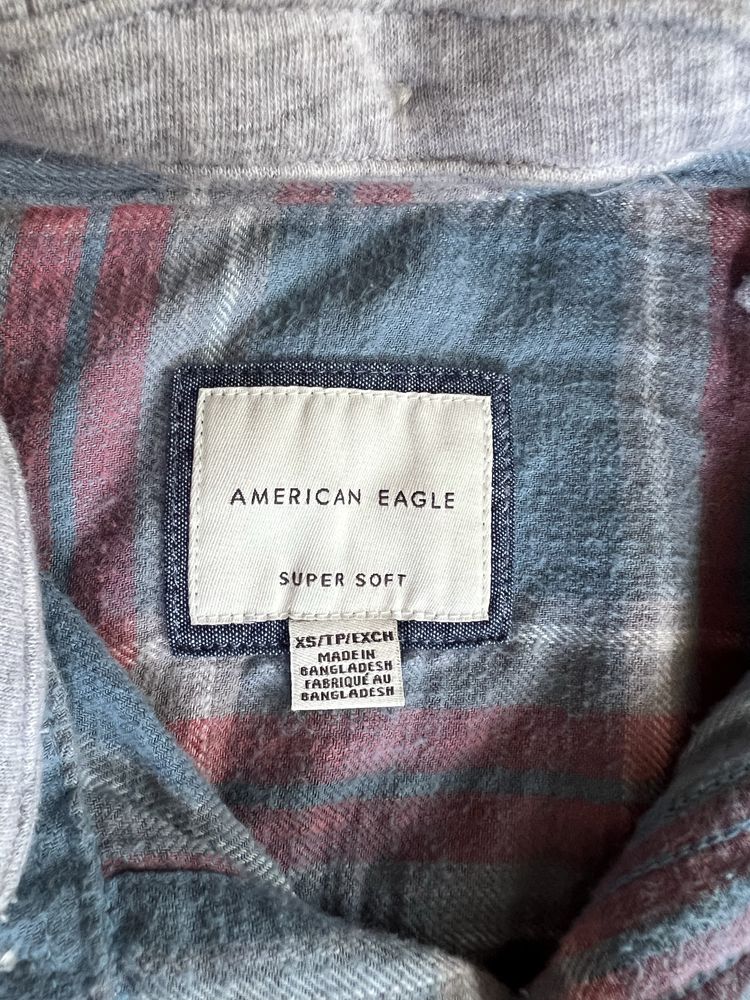 AMERICAN EAGLE
SUPER SOFT
XS/TP/EXCH
MADE IN
BANGLADESH
FABRIQUÉ AU
BANGLADESH